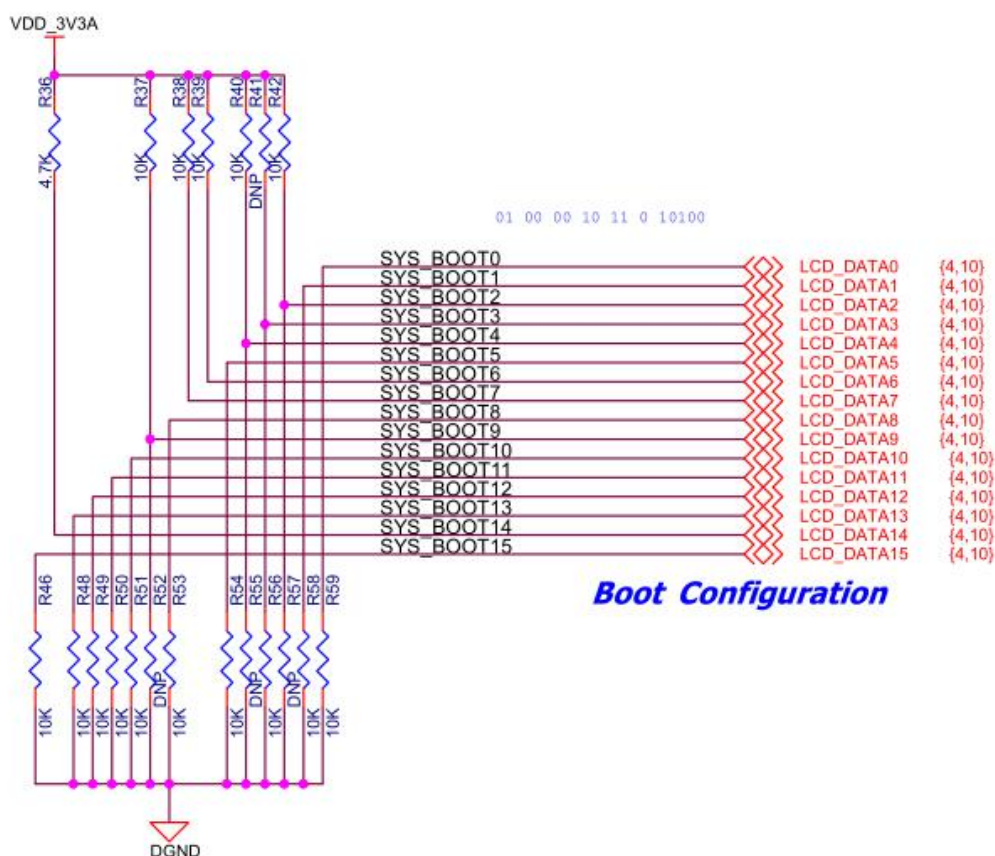 VDD_3V3A
R36 R37 R38 R39 R40 R41 R42
4.7K 10K 10K 10K 10K DNP 10K
01 00 00 10 11 0 10100
SYS_BOOT0 LCD_DATA0 {4,10}
SYS_BOOT1 LCD_DATA1 {4,10}
SYS_BOOT2 LCD_DATA2 {4,10}
SYS_BOOT3 LCD_DATA3 {4,10}
SYS_BOOT4 LCD_DATA4 {4,10}
SYS_BOOT5 LCD_DATA5 {4,10}
SYS_BOOT6 LCD_DATA6 {4,10}
SYS_BOOT7 LCD_DATA7 {4,10}
SYS_BOOT8 LCD_DATA8 {4,10}
SYS_BOOT9 LCD_DATA9 {4,10}
SYS_BOOT10 LCD_DATA10 {4,10}
SYS_BOOT11 LCD_DATA11 {4,10}
SYS_BOOT12 LCD_DATA12 {4,10}
SYS_BOOT13 LCD_DATA13 {4,10}
SYS_BOOT14 LCD_DATA14 {4,10}
SYS_BOOT15 LCD_DATA15 {4,10}
R46 R48 R49 R50 R51 R52 R53 R54 R55 R56 R57 R58 R59
Boot Configuration
10K 10K 10K 10K 10K DNP 10K 10K DNP 10K DNP 10K 10K
DGND